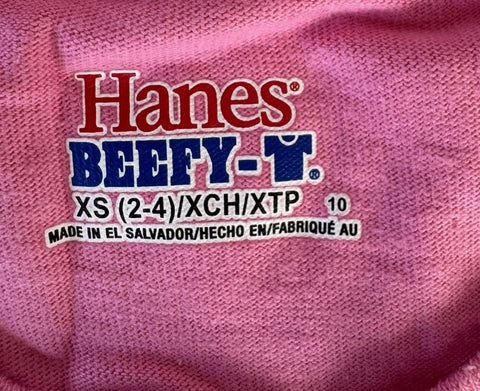 Hanes®
BEEFY-T®
XS (2-4)/XCH/XTP 10
MADE IN EL SALVADOR/HECHO EN/FABRIQUÉ AU